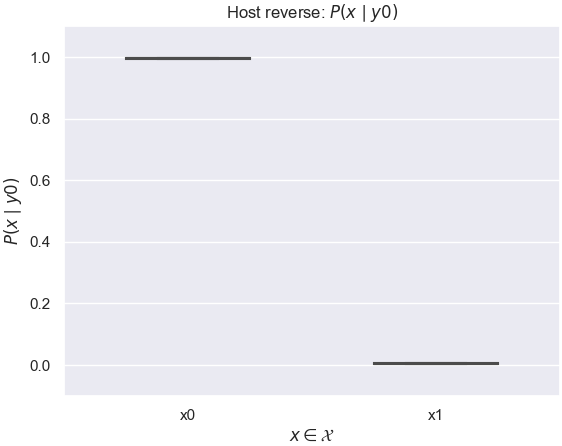 Host reverse: P(x | y0)
P(x | y0)
1.0
0.8
0.6
0.4
0.2
0.0
x0 x1
x ∈ 𝒳